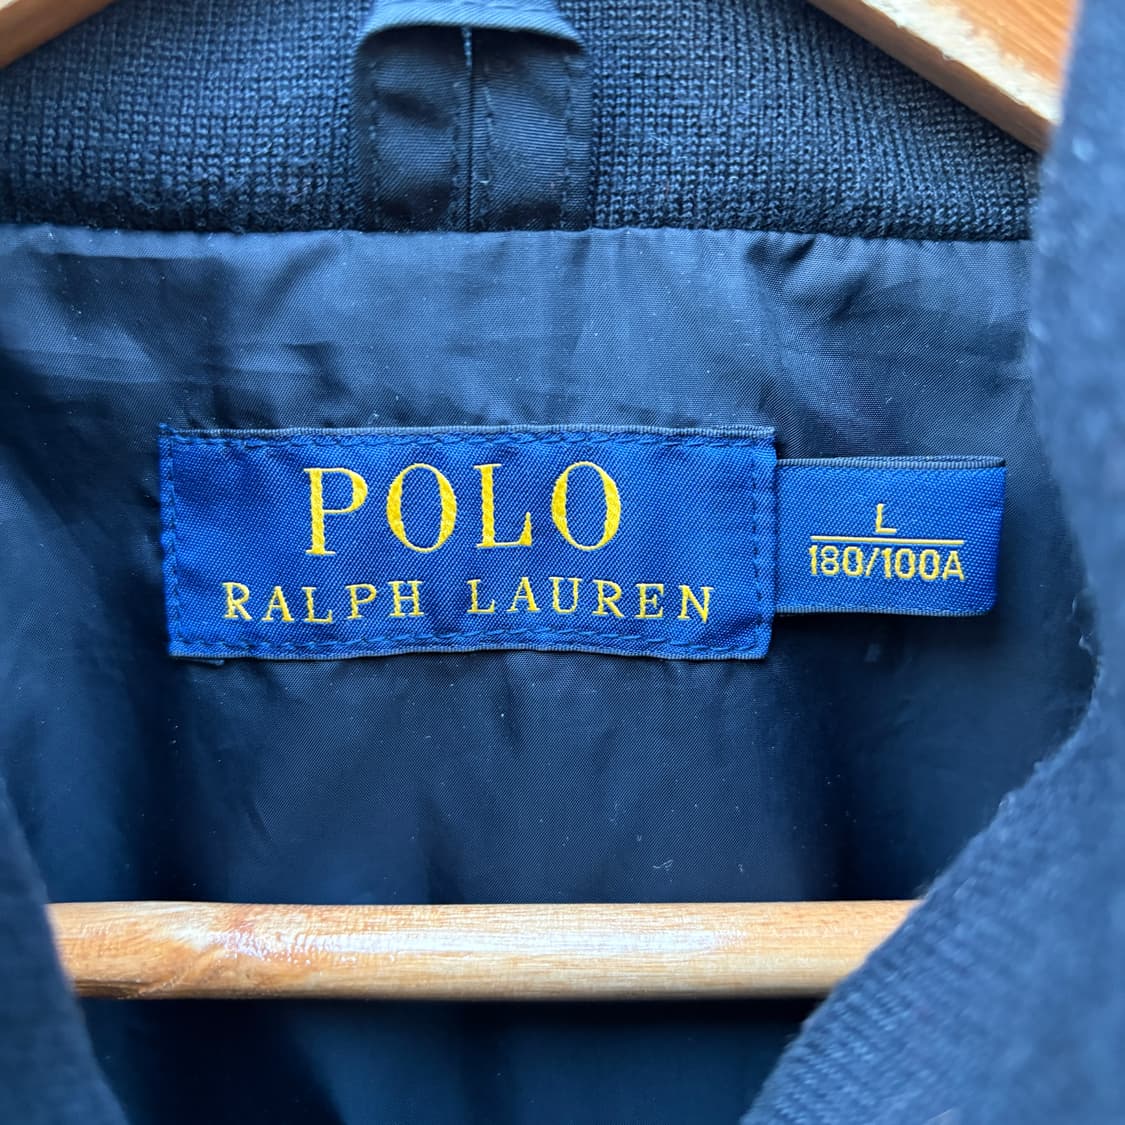 POLO
RALPH LAUREN
L
180/100A